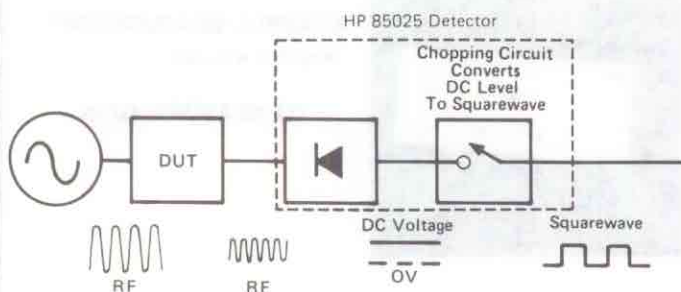 HP 85025 Detector
Chopping Circuit
Converts
DC Level
To Squarewave
DUT
DC Voltage
Squarewave
RF
RF
OV